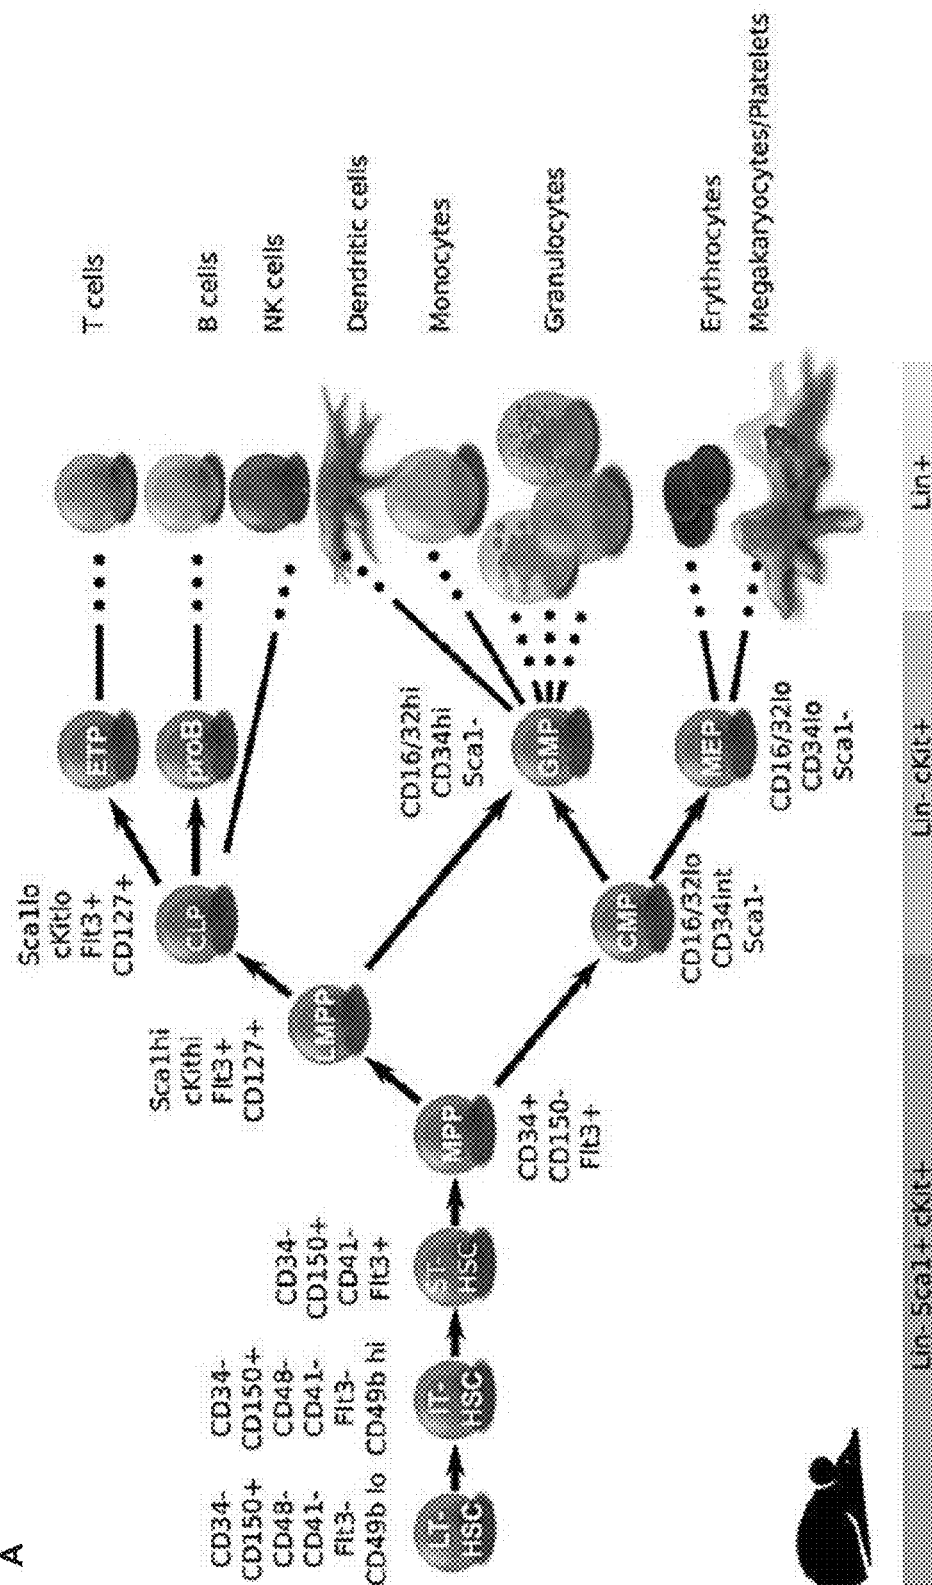 A
CD34-
CD150+
CD48-
CD41-
Flt3-
CD49b lo
LT-
HSC
CD34-
CD150+
CD48-
CD41-
Flt3-
CD49b hi
IT-
HSC
CD34-
CD150+
CD41-
Flt3+
ST-
HSC
MPP
CD34+
CD150-
Flt3+
Sca1hi
cKithi
Flt3+
CD127+
LMPP
Sca1lo
cKitlo
Flt3+
CD127+
CLP
CMP
CD16/32lo
CD34int
Sca1-
ETP
proB
CD16/32hi
CD34hi
Sca1-
GMP
MEP
CD16/32lo
CD34lo
Sca1-
T cells
B cells
NK cells
Dendritic cells
Monocytes
Granulocytes
Erythrocytes
Megakaryocytes/Platelets
Lin- Sca1+ cKit+
Lin- cKit+
Lin+